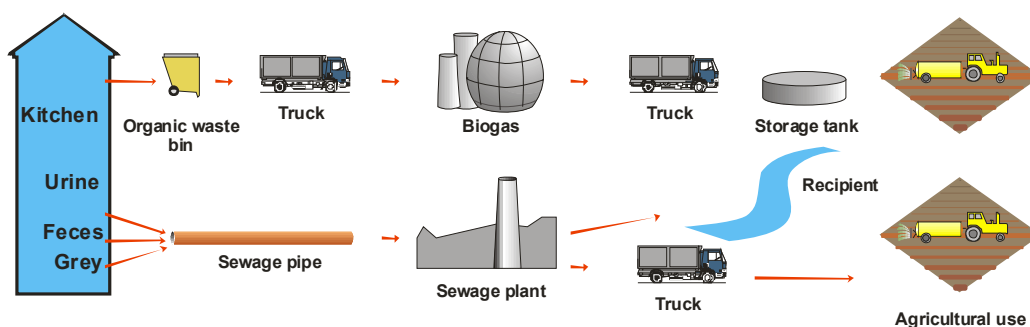 Kitchen
Organic waste
bin
Truck
Biogas
Truck
Storage tank
Urine
Recipient
Feces
Grey
Sewage pipe
Sewage plant
Truck
Agricultural use